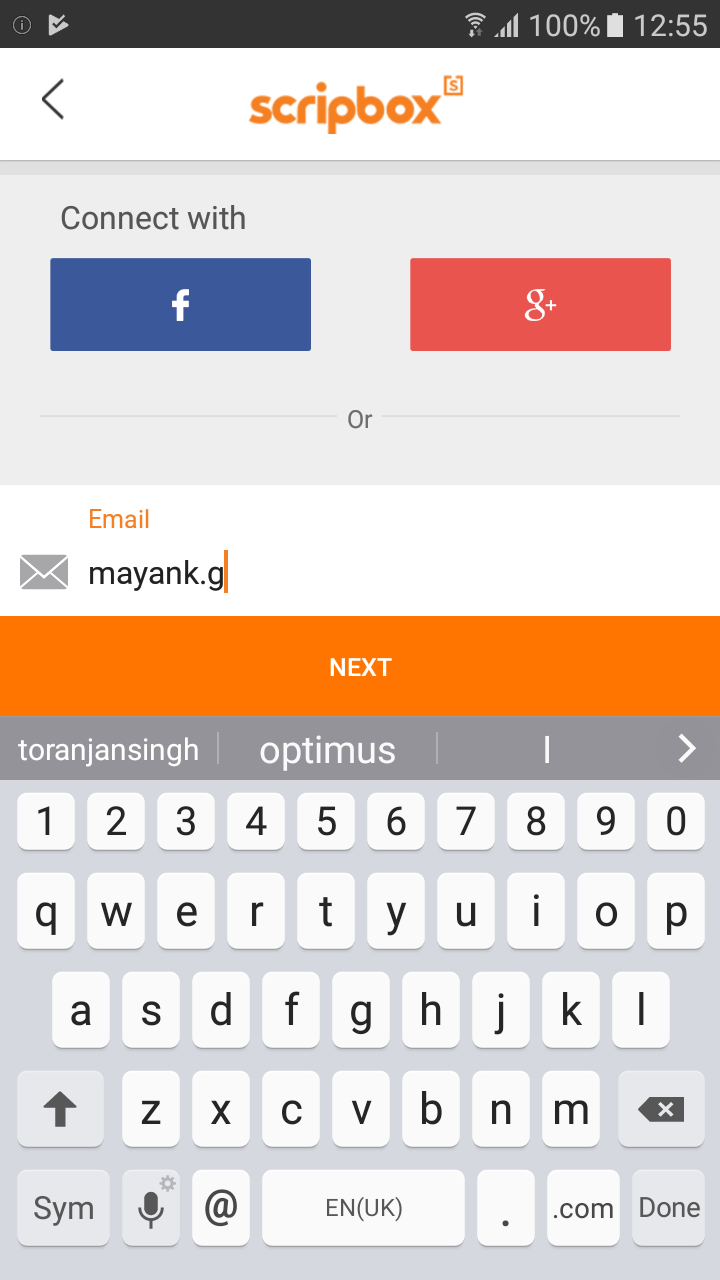 100% 12:55
scripbox [s]
Connect with
f g+
Or
Email
mayank.g
NEXT
toranjansingh optimus I
1 2 3 4 5 6 7 8 9 0
q w e r t y u i o p
a s d f g h j k l
z x c v b n m
Sym @ EN(UK) . .com Done